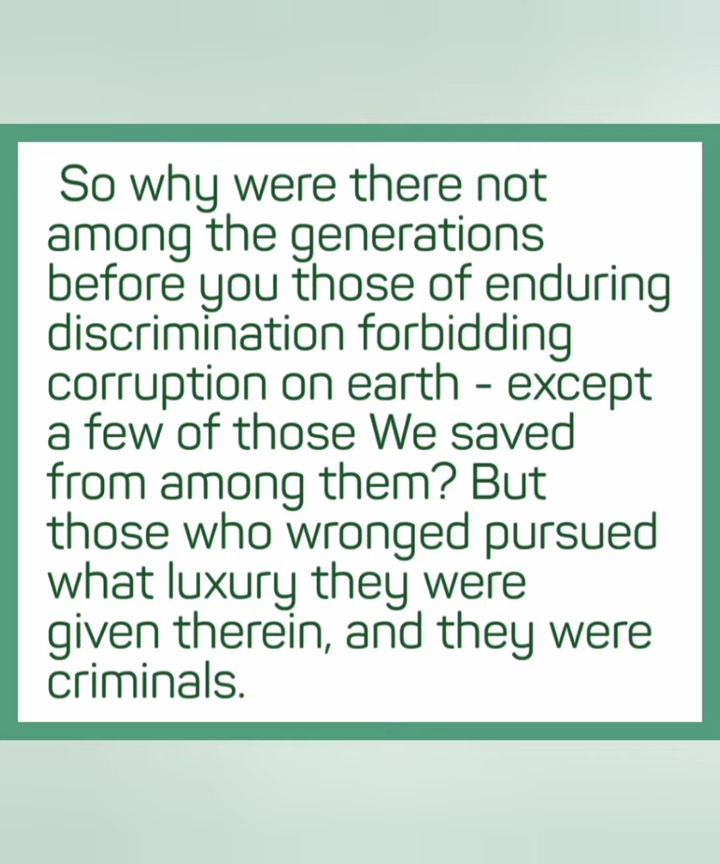 So why were there not
among the generations
before you those of enduring
discrimination forbidding
corruption on earth - except
a few of those We saved
from among them? But
those who wronged pursued
what luxury they were
given therein, and they were
criminals.